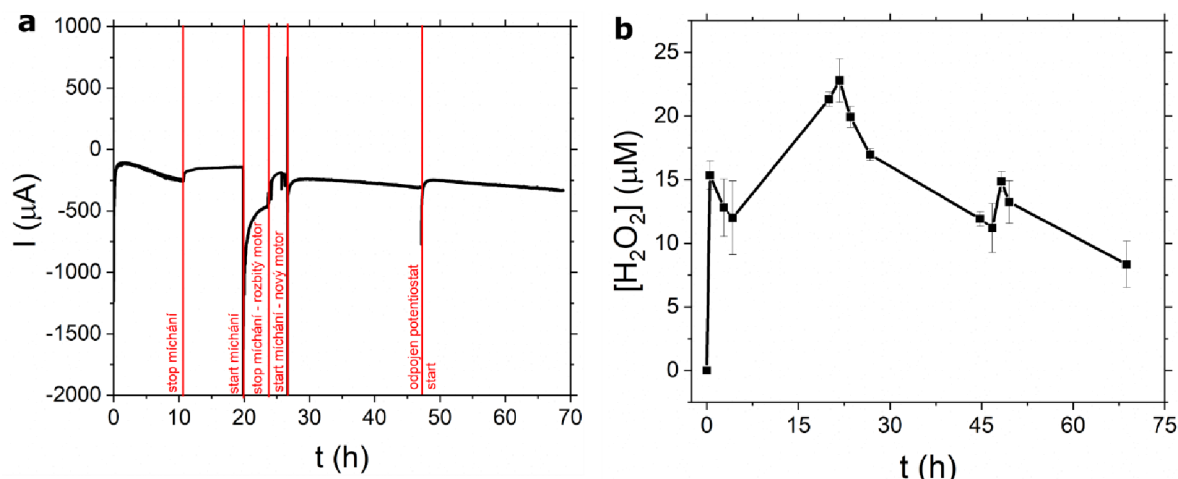 a
1000
500
0
-500
-1000
-1500
-2000
I (µA)
stop míchání
start míchání
stop míchání - rozbitý motor
start míchání - nový motor
odpojen potentiostat
start
0 10 20 30 40 50 60 70
t (h)
b
25
20
15
10
5
0
[H₂O₂] (µM)
0 15 30 45 60 75
t (h)